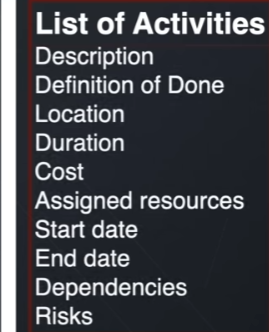 List of Activities
Description
Definition of Done
Location
Duration
Cost
Assigned resources
Start date
End date
Dependencies
Risks